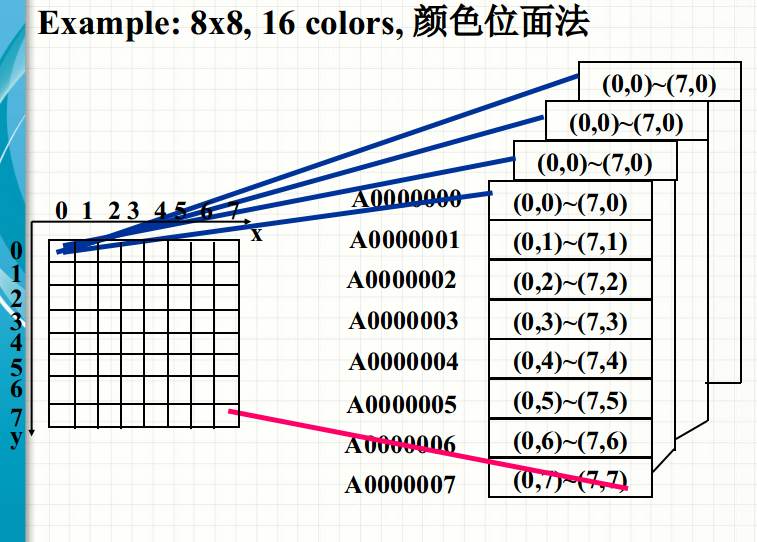 Example: 8x8, 16 colors, 颜色位面法
(0,0)~(7,0)
(0,0)~(7,0)
(0,0)~(7,0)
0 1 2 3 4 5 6 7
x
0
1
2
3
4
5
6
7
y
A0000000 (0,0)~(7,0)
A0000001 (0,1)~(7,1)
A0000002 (0,2)~(7,2)
A0000003 (0,3)~(7,3)
A0000004 (0,4)~(7,4)
A0000005 (0,5)~(7,5)
A0000006 (0,6)~(7,6)
A0000007 (0,7)~(7,7)